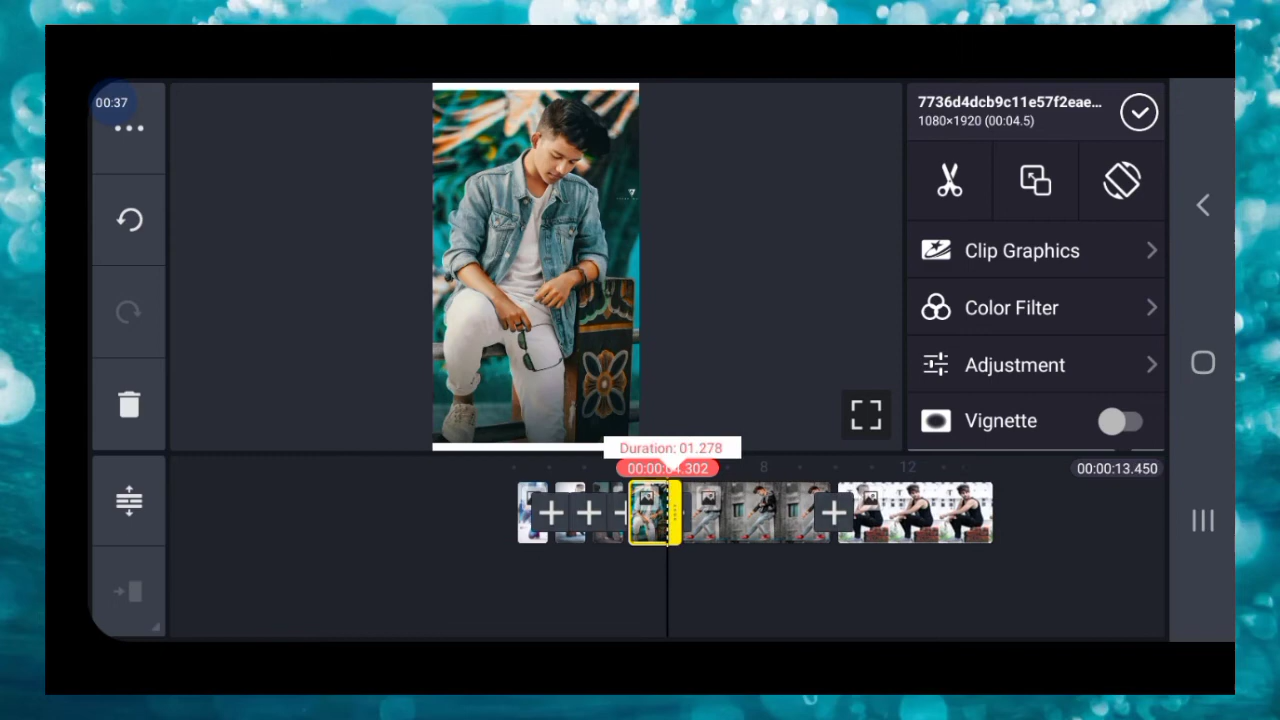 00:37
7736d4dcb9c11e57f2eae...
1080×1920 (00:04.5)
Clip Graphics
Color Filter
Adjustment
Vignette
Duration: 01.278
00:00:04.302
8
12
00:00:13.450